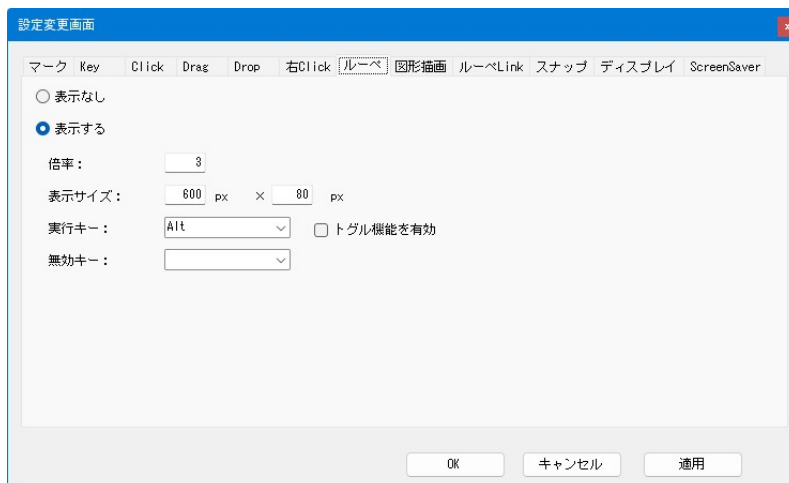 設定変更画面
マーク Key Click Drag Drop 右Click ルーペ 図形描画 ルーペLink スナップ ディスプレイ ScreenSaver
表示なし
表示する
倍率： 3
表示サイズ： 600 px × 80 px
実行キー： Alt トグル機能を有効
無効キー：
OK キャンセル 適用